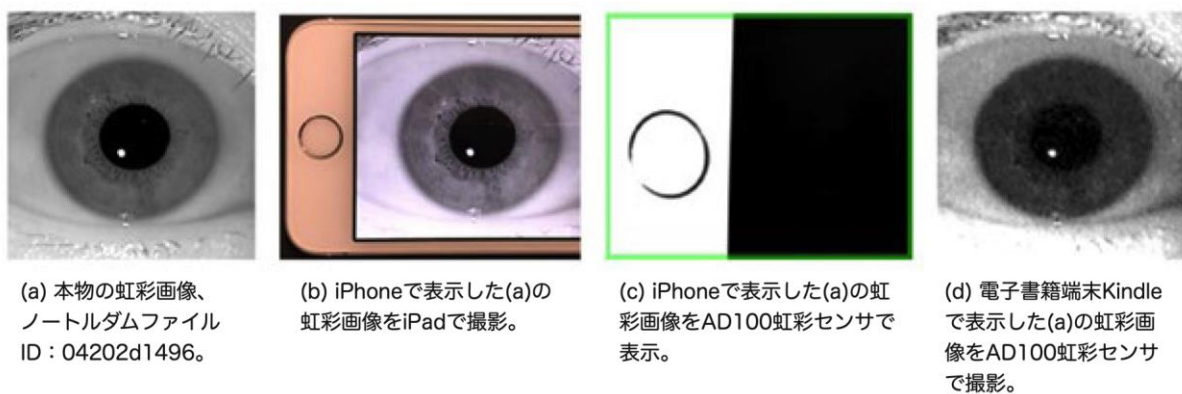 (a) 本物の虹彩画像、
ノートルダムファイル
ID：04202d1496。
(b) iPhoneで表示した(a)の
虹彩画像をiPadで撮影。
(c) iPhoneで表示した(a)の虹
彩画像をAD100虹彩センサで
表示。
(d) 電子書籍端末Kindle
で表示した(a)の虹彩画
像をAD100虹彩センサ
で撮影。